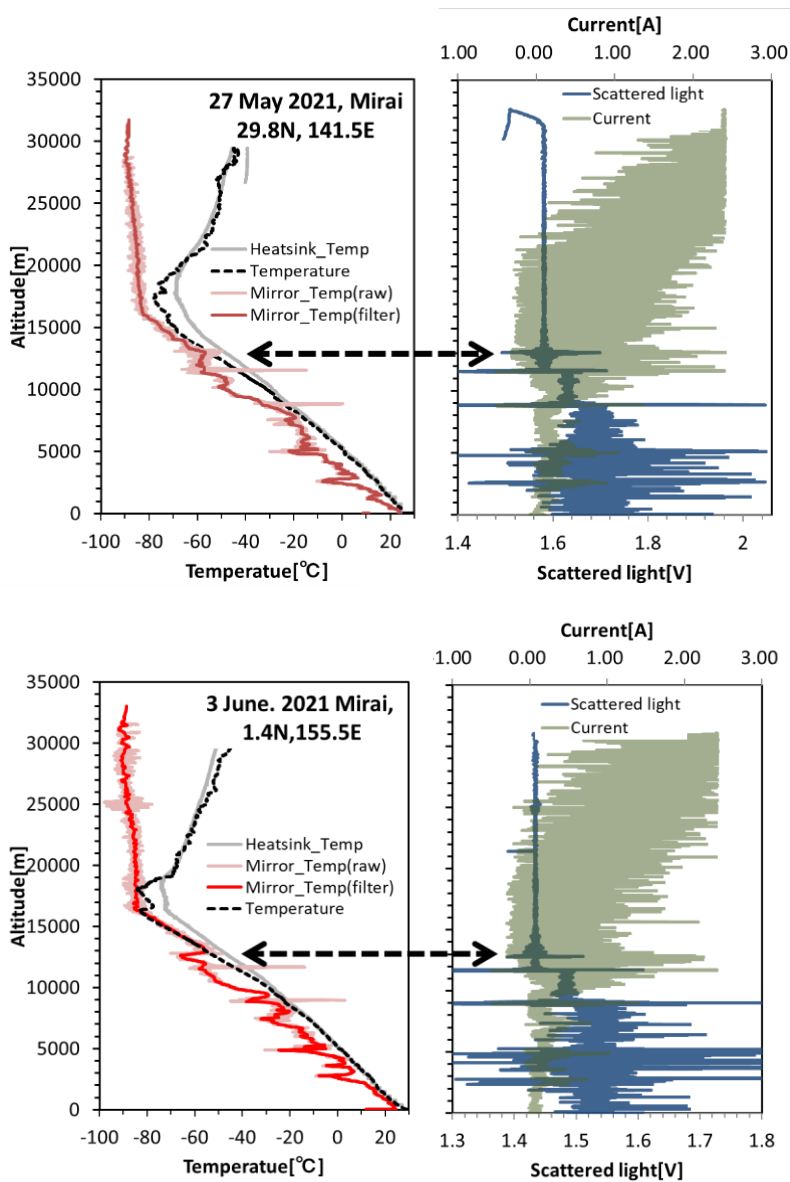 Current[A]
1.00 0.00 1.00 2.00 3.00
35000
30000
25000
20000
15000
10000
5000
0
Altitude[m]
27 May 2021, Mirai
29.8N, 141.5E
Heatsink_Temp
Temperature
Mirror_Temp(raw)
Mirror_Temp(filter)
-100 -80 -60 -40 -20 0 20
Temperatue[℃]
Scattered light
Current
1.4 1.6 1.8 2
Scattered light[V]
Current[A]
-1.00 0.00 1.00 2.00 3.00
35000
30000
25000
20000
15000
10000
5000
0
Altitude[m]
3 June. 2021 Mirai,
1.4N,155.5E
Heatsink_Temp
Mirror_Temp(raw)
Mirror_Temp(filter)
Temperature
-100 -80 -60 -40 -20 0 20
Temperatue[℃]
Scattered light
Current
1.3 1.4 1.5 1.6 1.7 1.8
Scattered light[V]